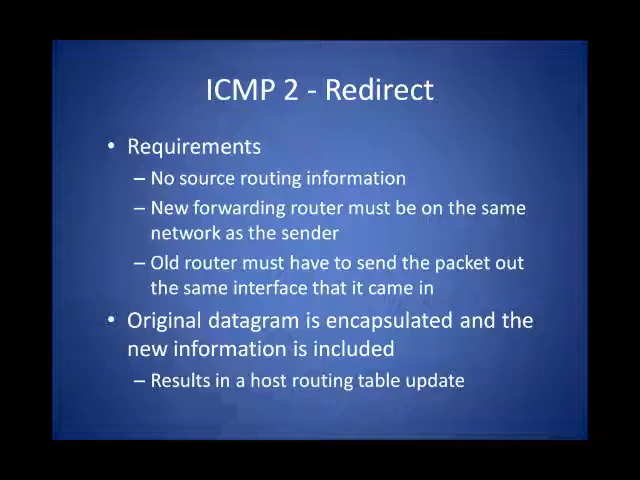 ICMP 2 - Redirect
• Requirements
– No source routing information
– New forwarding router must be on the same
network as the sender
– Old router must have to send the packet out
the same interface that it came in
• Original datagram is encapsulated and the
new information is included
– Results in a host routing table update